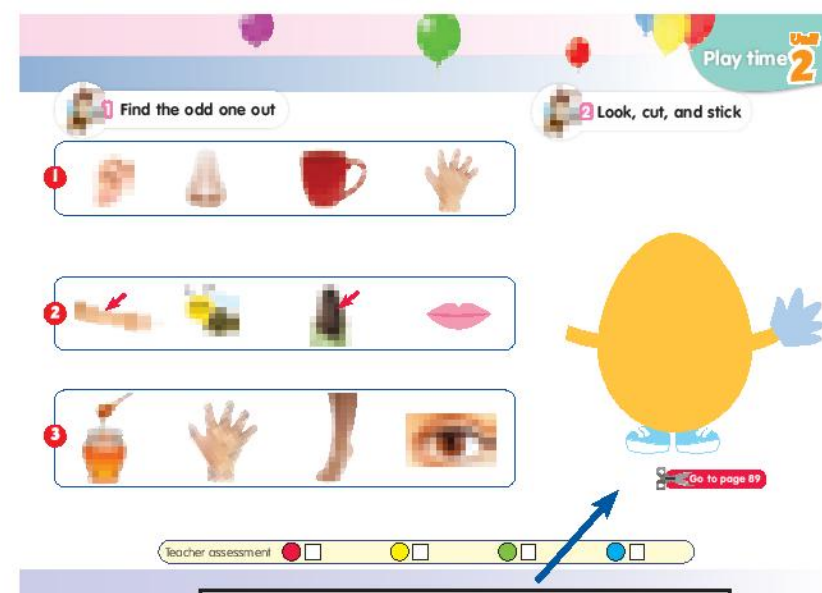 Unit
Play time 2
1 Find the odd one out
2 Look, cut, and stick
1
2
3
Go to page 89
Teacher assessment